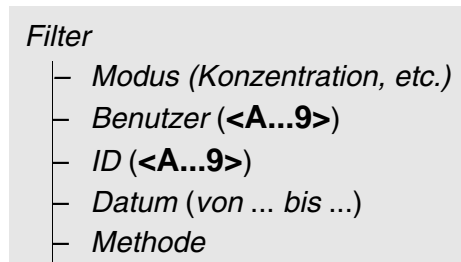 Filter
– Modus (Konzentration, etc.)
– Benutzer (<A...9>)
– ID (<A...9>)
– Datum (von ... bis ...)
– Methode